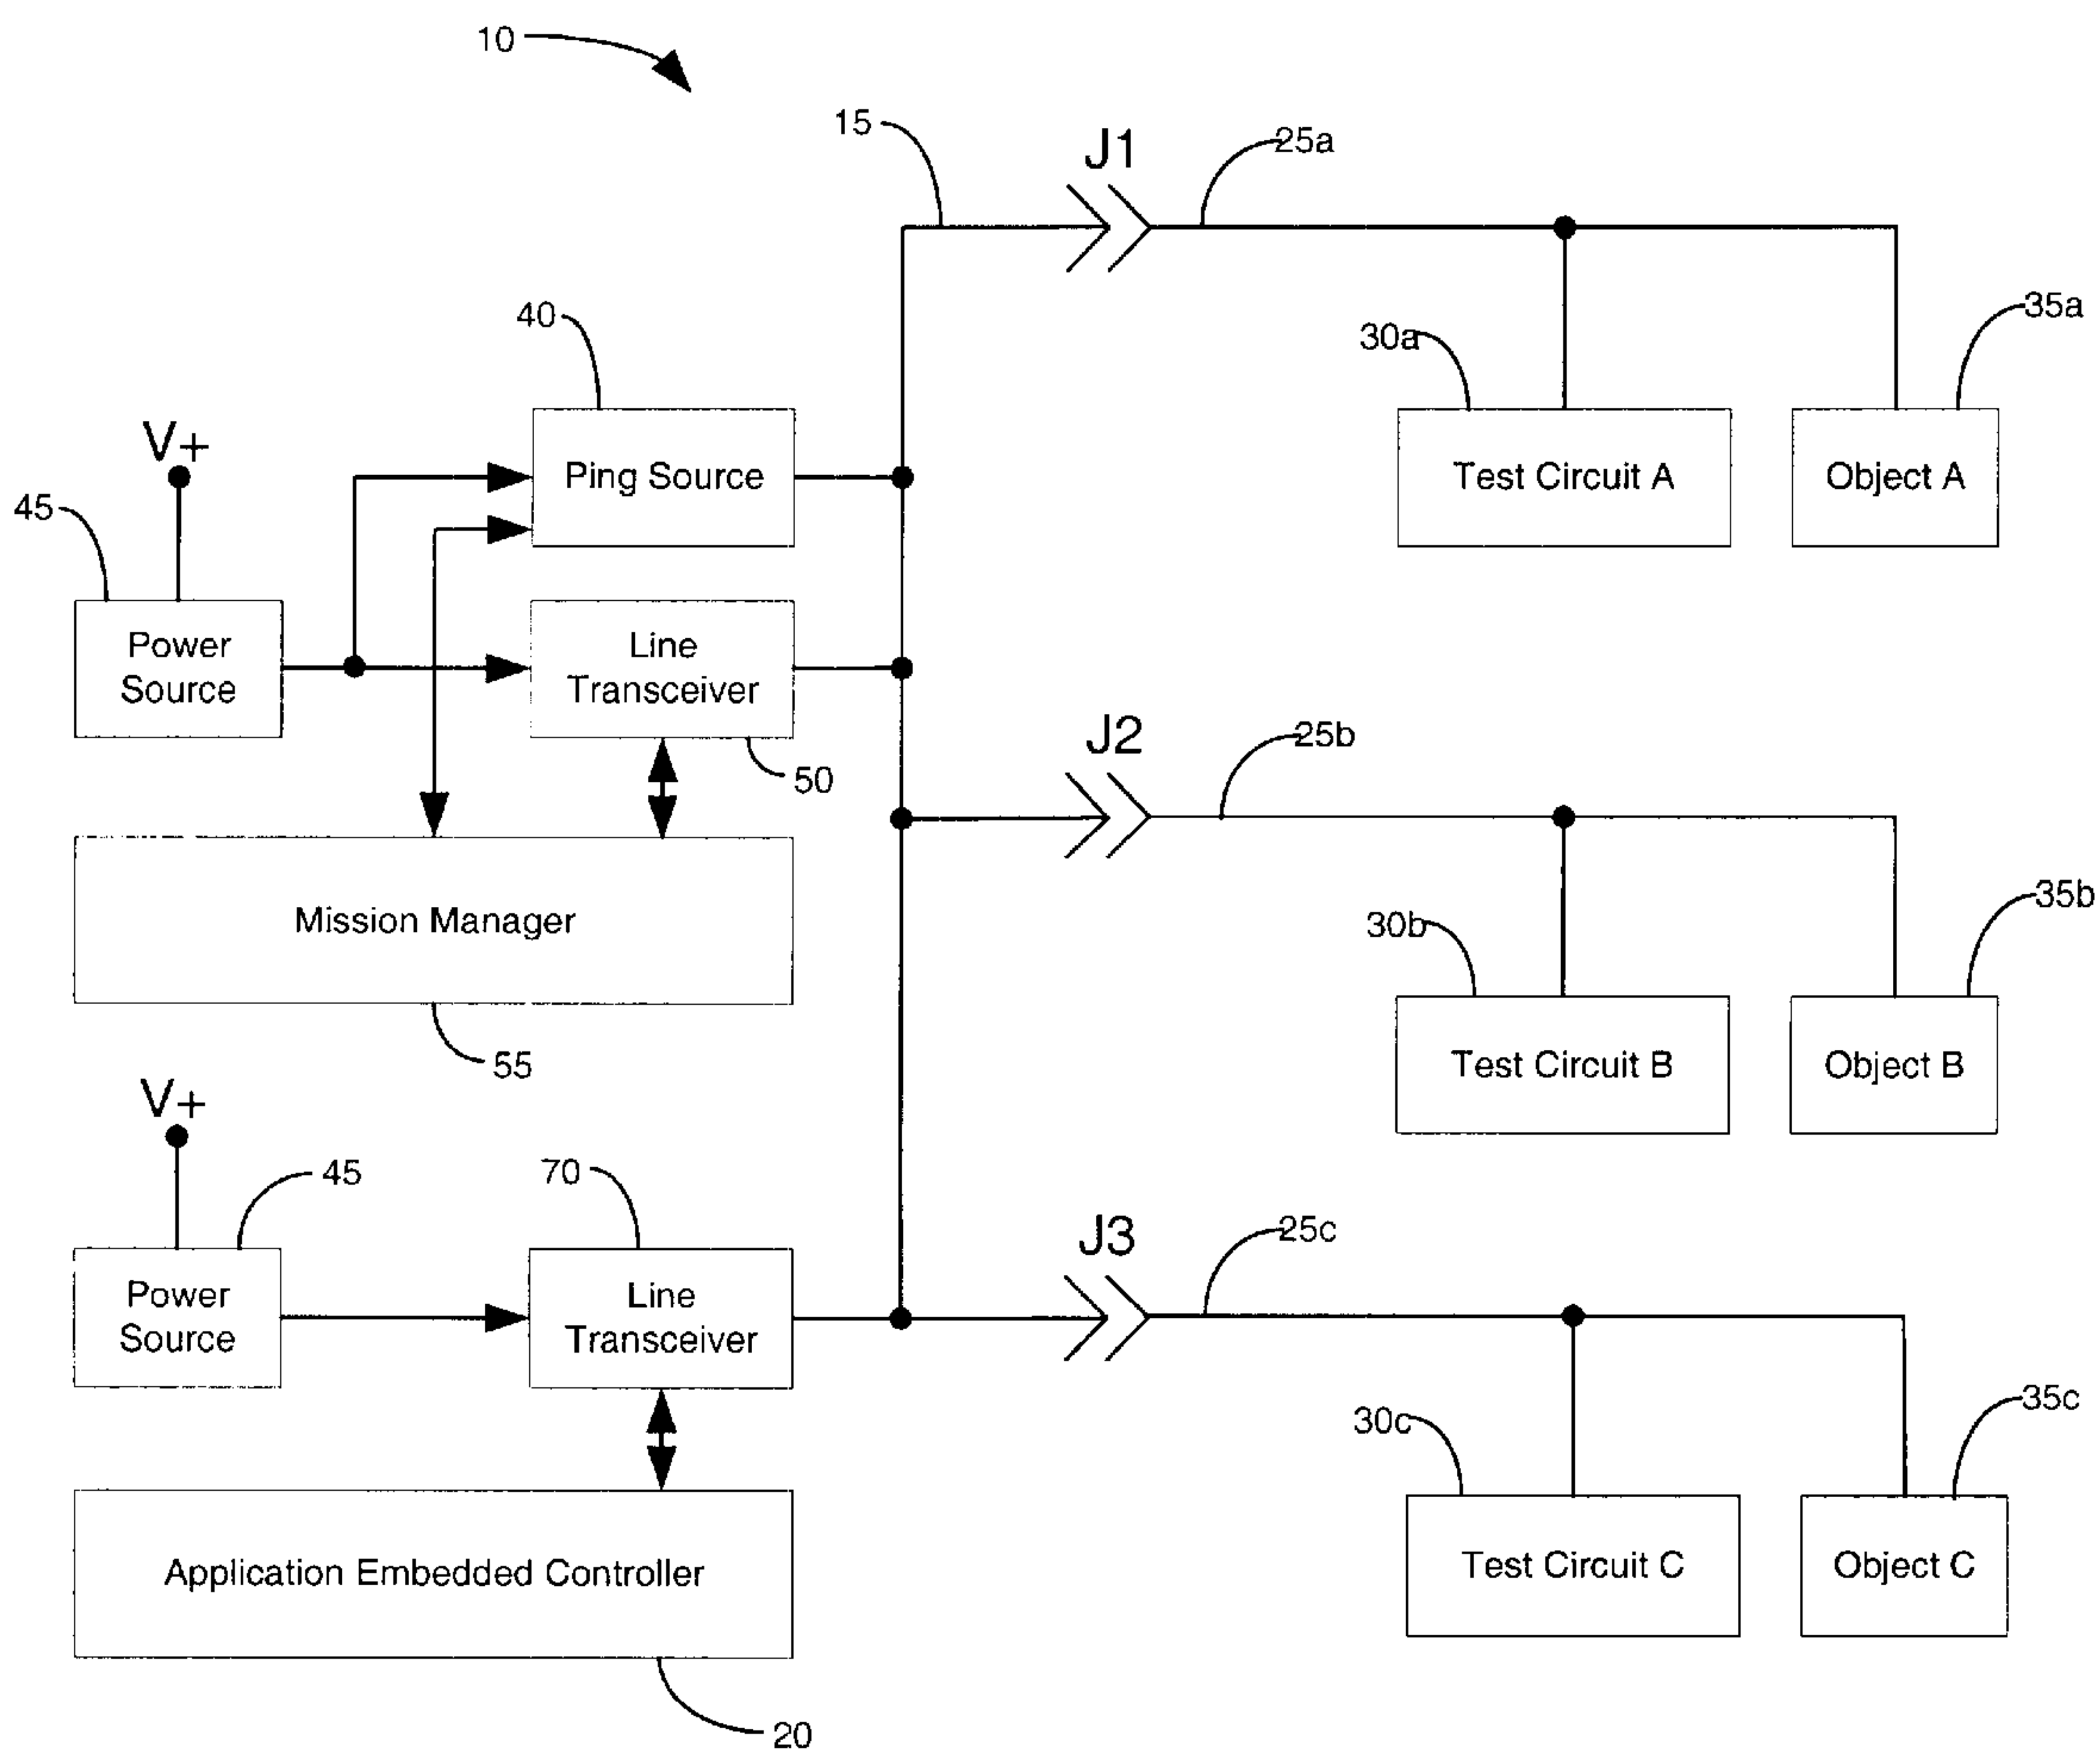 10
15
J1
25a
40
30a
35a
V+
Ping Source
Test Circuit A
Object A
45
Power
Source
Line
Transceiver
50
J2
25b
Mission Manager
30b
35b
55
Test Circuit B
Object B
V+
45
70
J3
25c
Power
Source
Line
Transceiver
30c
35c
Application Embedded Controller
Test Circuit C
Object C
20